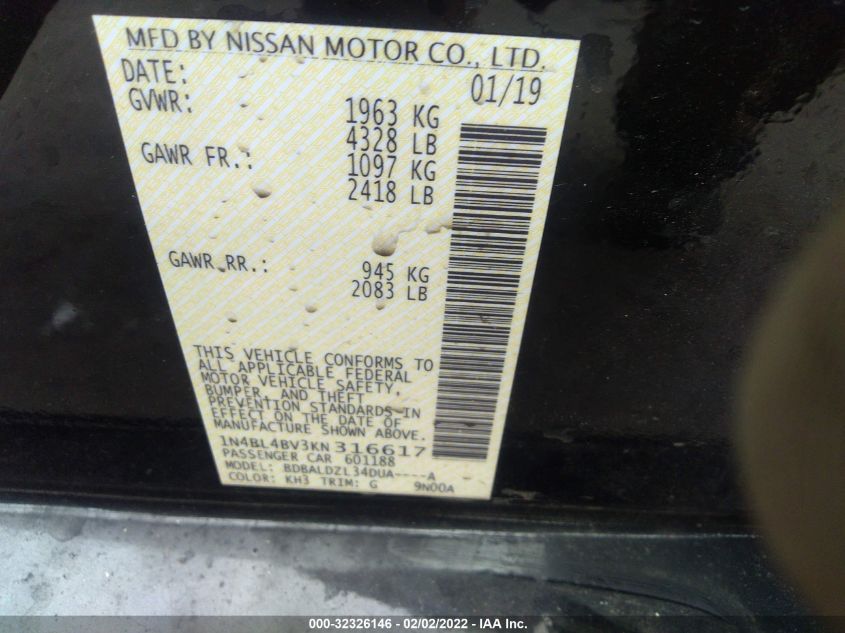 MFD BY NISSAN MOTOR CO., LTD.
DATE: 01/19
GVWR: 1963 KG
4328 LB
GAWR FR.: 1097 KG
2418 LB
GAWR RR.: 945 KG
2083 LB
THIS VEHICLE CONFORMS TO
ALL APPLICABLE FEDERAL
MOTOR VEHICLE SAFETY,
BUMPER, AND THEFT
PREVENTION STANDARDS IN
EFFECT ON THE DATE OF
MANUFACTURE SHOWN ABOVE.
1N4BL4BV3KN316617
PASSENGER CAR 601188
MODEL: BDBALDZL34DUA----A
COLOR: KH3 TRIM: G 9N00A
000-32326146 - 02/02/2022 - IAA Inc.